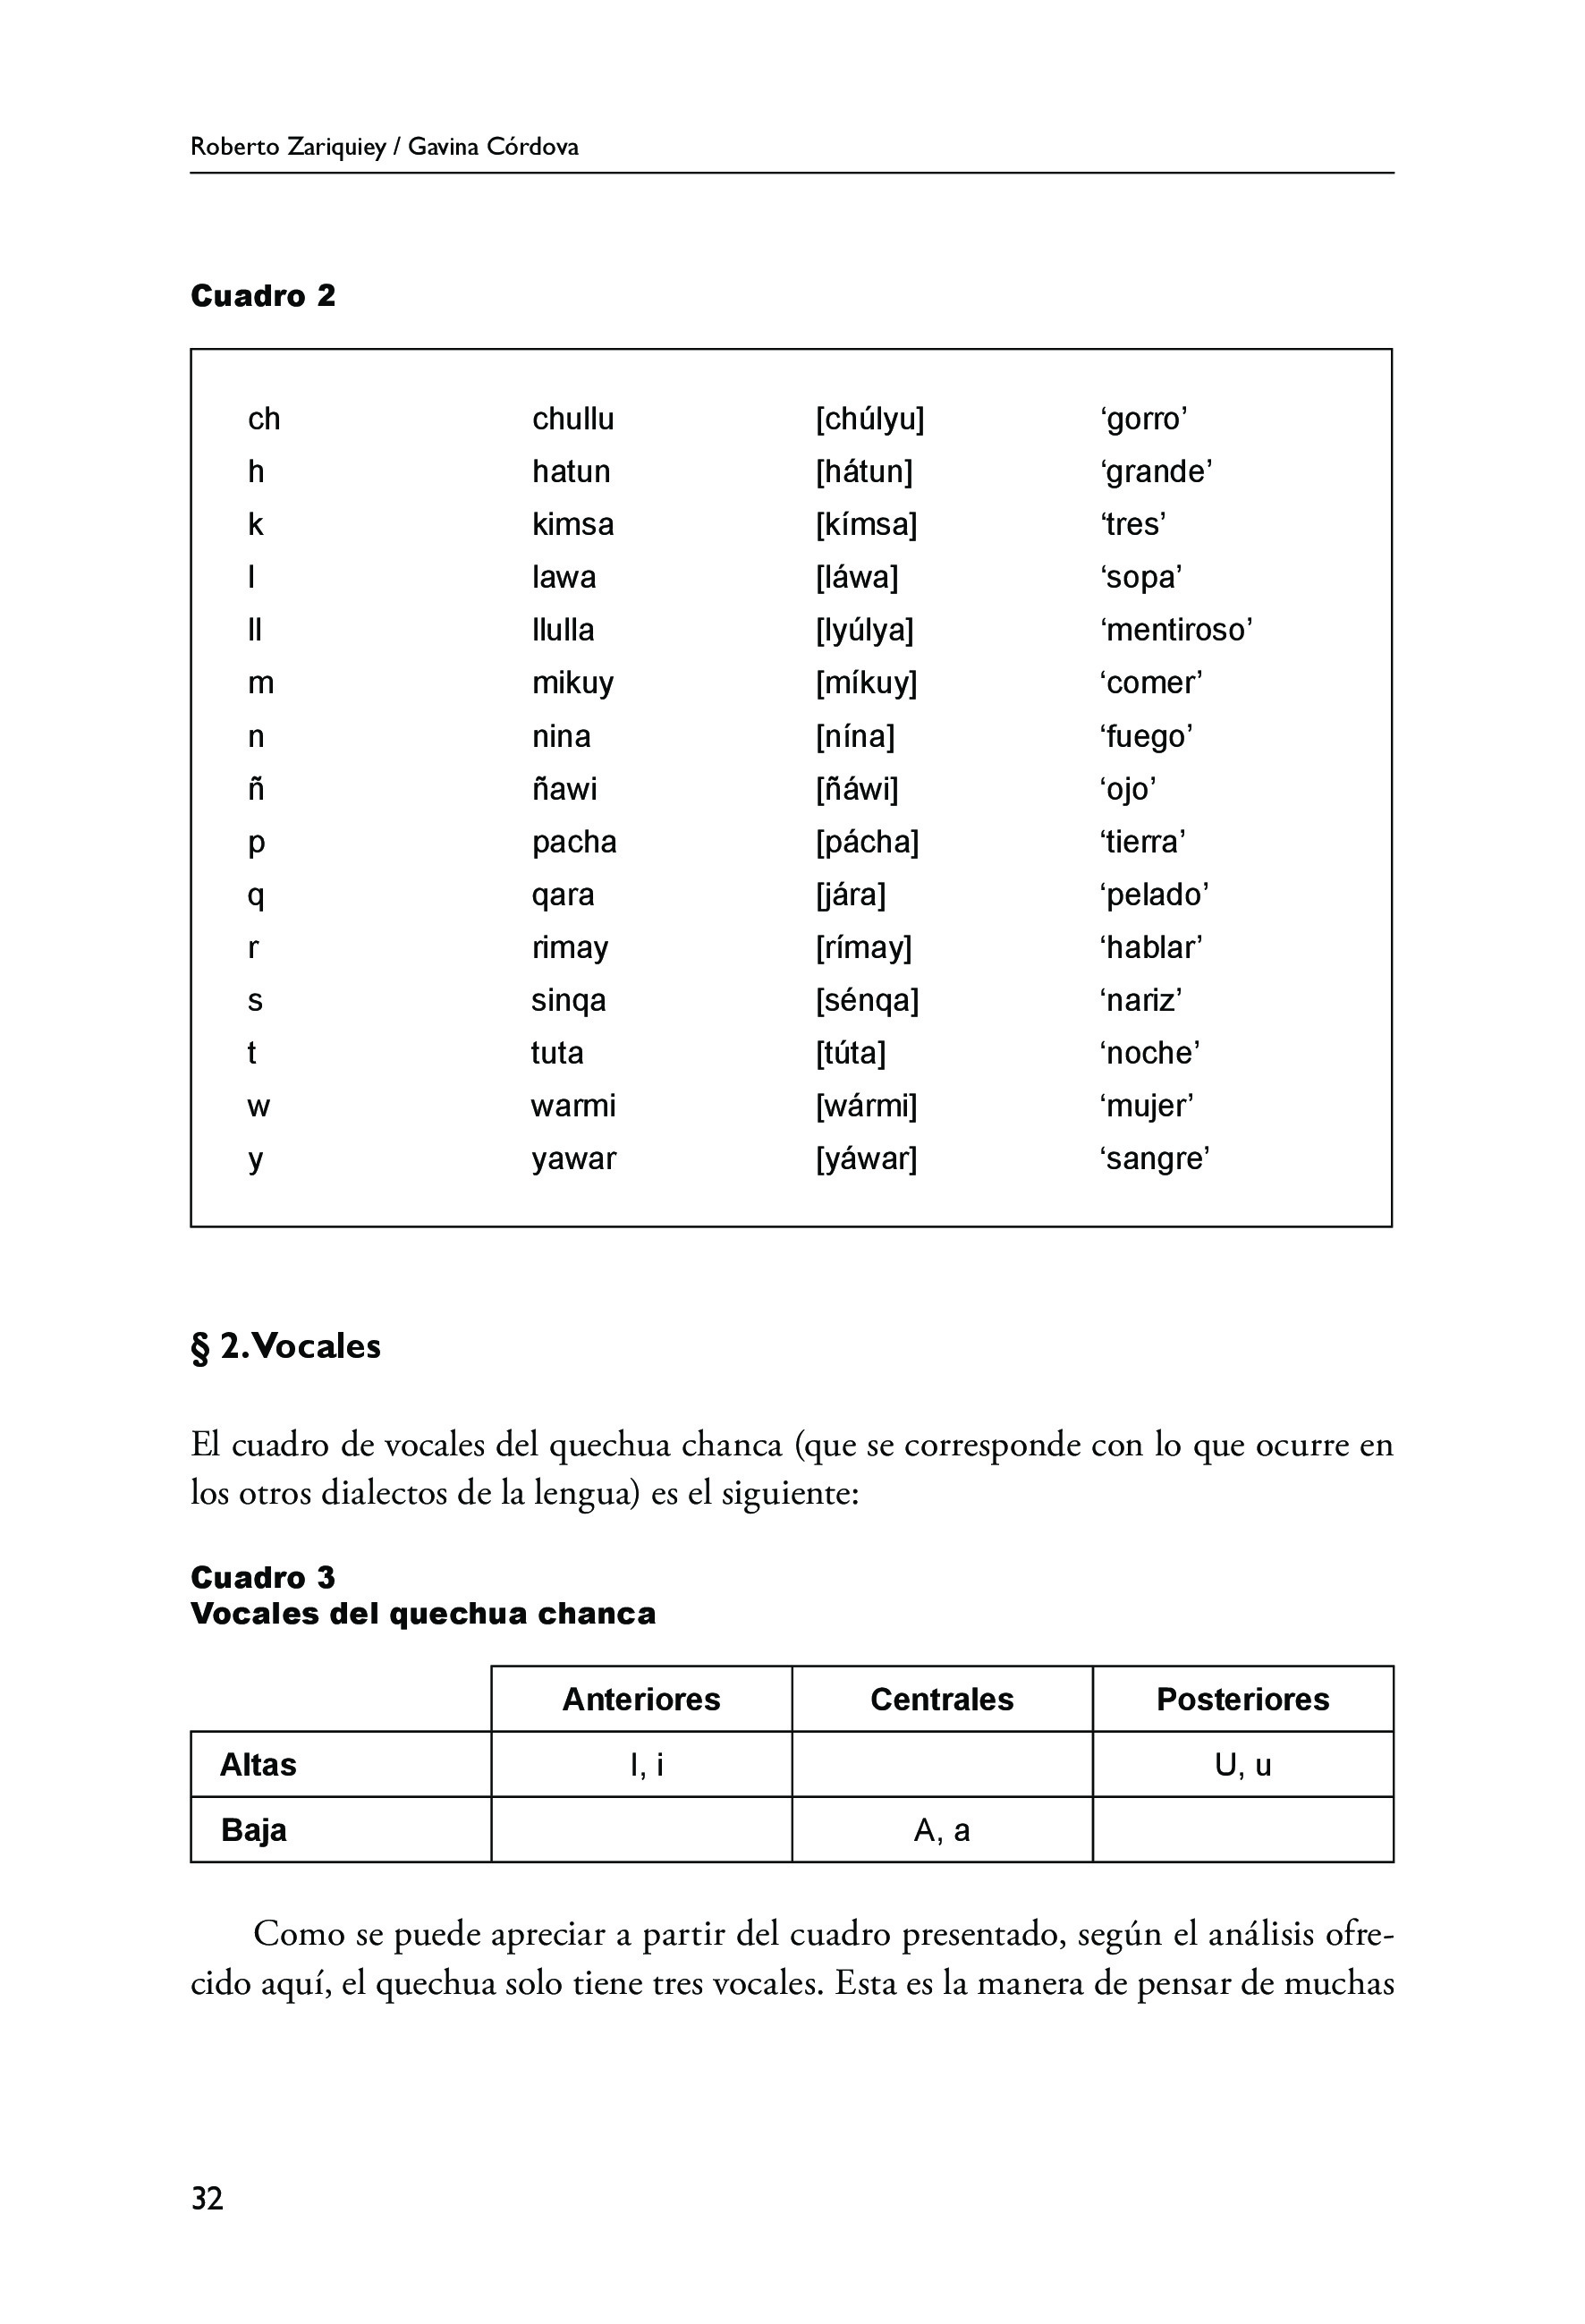 Roberto Zariquiey / Gavina Córdova
Cuadro 2
ch chullu [chúlyu] ‘gorro’
h hatun [hátun] ‘grande’
k kimsa [kímsa] ‘tres’
l lawa [láwa] ‘sopa’
ll llulla [lyúlya] ‘mentiroso’
m mikuy [míkuy] ‘comer’
n nina [nína] ‘fuego’
ñ ñawi [ñáwi] ‘ojo’
p pacha [pácha] ‘tierra’
q qara [jára] ‘pelado’
r rimay [rímay] ‘hablar’
s sinqa [sénqa] ‘nariz’
t tuta [túta] ‘noche’
w warmi [wármi] ‘mujer’
y yawar [yáwar] ‘sangre’
§ 2. Vocales
El cuadro de vocales del quechua chanca (que se corresponde con lo que ocurre en
los otros dialectos de la lengua) es el siguiente:
Cuadro 3
Vocales del quechua chanca
Anteriores Centrales Posteriores
Altas I, i U, u
Baja A, a
Como se puede apreciar a partir del cuadro presentado, según el análisis ofre-
cido aquí, el quechua solo tiene tres vocales. Esta es la manera de pensar de muchas
32